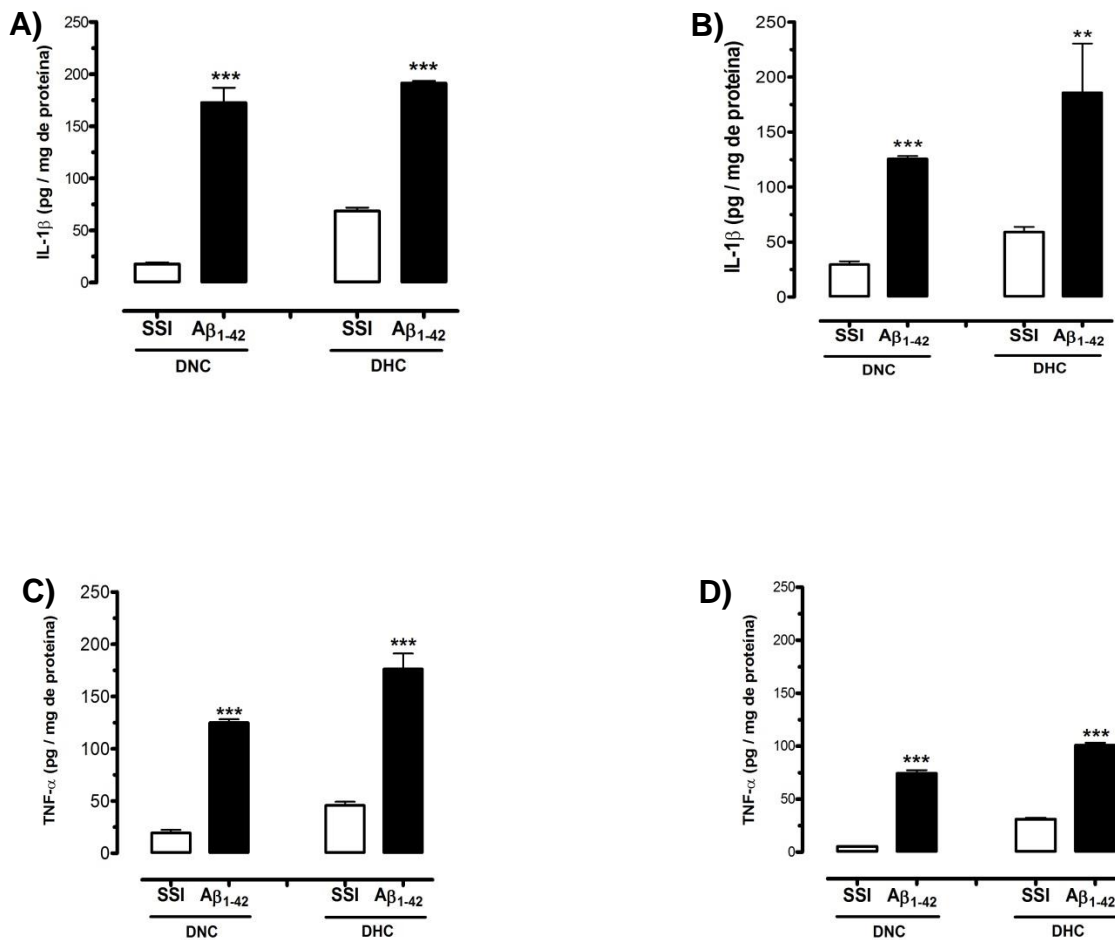 A)
IL-1β (pg / mg de proteína)
250
200
150
100
50
0
***
***
SSI Aβ1-42 SSI Aβ1-42
DNC DHC
B)
IL-1β (pg / mg de proteína)
250
200
150
100
50
0
***
**
SSI Aβ1-42 SSI Aβ1-42
DNC DHC
C)
TNF-α (pg / mg de proteína)
250
200
150
100
50
0
***
***
SSI Aβ1-42 SSI Aβ1-42
DNC DHC
D)
TNF-α (pg / mg de proteína)
250
200
150
100
50
0
***
***
SSI Aβ1-42 SSI Aβ1-42
DNC DHC